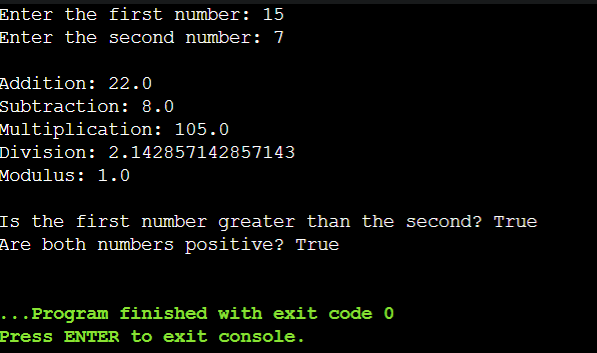 Enter the first number: 15
Enter the second number: 7
Addition: 22.0
Subtraction: 8.0
Multiplication: 105.0
Division: 2.142857142857143
Modulus: 1.0
Is the first number greater than the second? True
Are both numbers positive? True
...Program finished with exit code 0
Press ENTER to exit console.